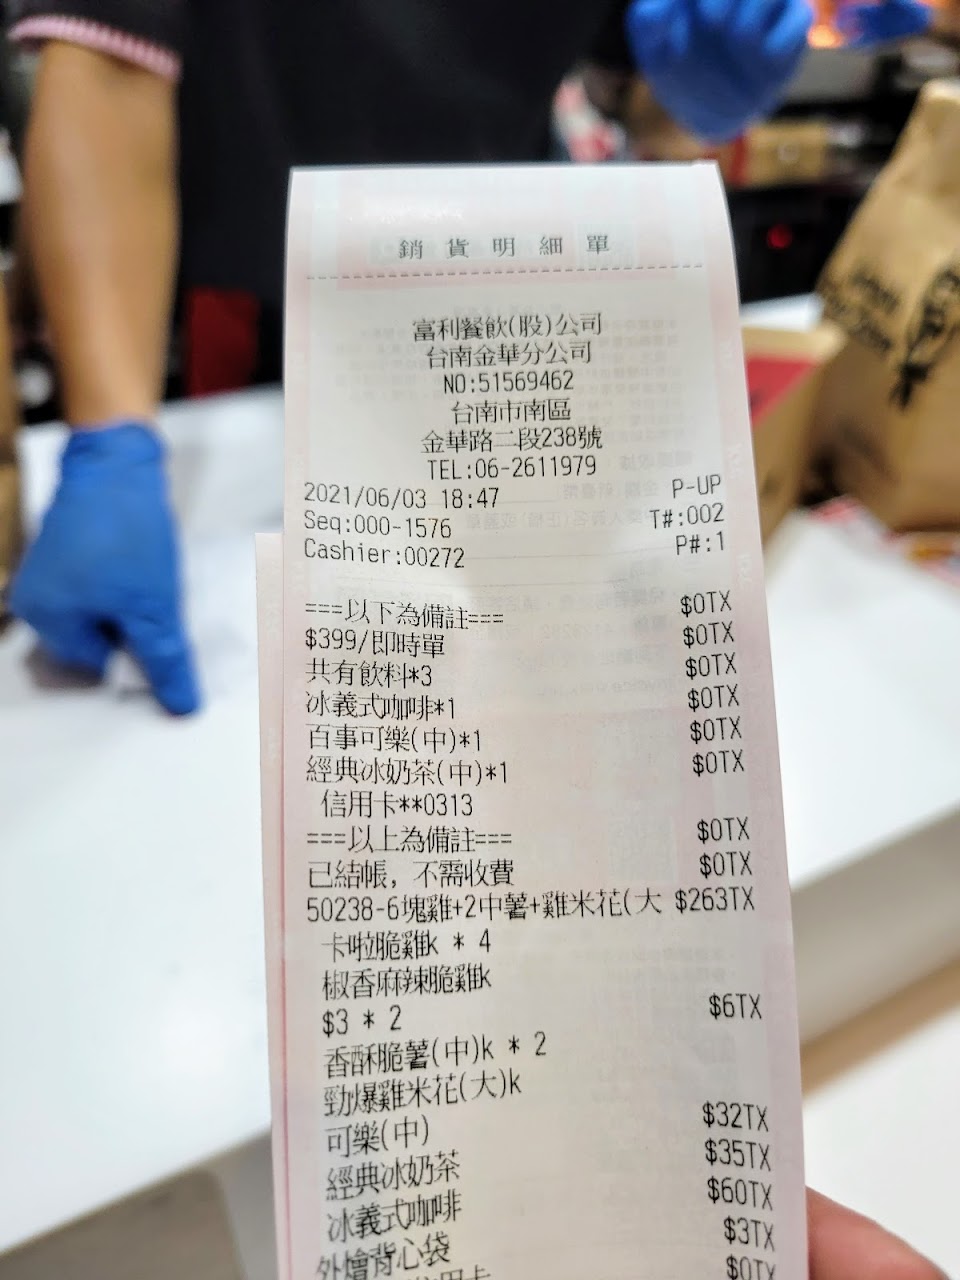 銷貨明細單
富利餐飲(股)公司
台南金華分公司
NO:51569462
台南市南區
金華路二段238號
TEL:06-2611979
2021/06/03 18:47 P-UP
Seq:000-1576 T#:002
Cashier:00272 P#:1
===以下為備註=== $0TX
$399/即時單 $0TX
共有飲料*3 $0TX
冰義式咖啡*1 $0TX
百事可樂(中)*1 $0TX
經典冰奶茶(中)*1 $0TX
信用卡**0313
===以上為備註=== $0TX
已結帳, 不需收費 $0TX
50238-6塊雞+2中薯+雞米花(大 $263TX
卡啦脆雞k * 4
椒香麻辣脆雞k
$3 * 2 $6TX
香酥脆薯(中)k * 2
勁爆雞米花(大)k
可樂(中) $32TX
經典冰奶茶 $35TX
冰義式咖啡 $60TX
外燴背心袋 $3TX
$0TX